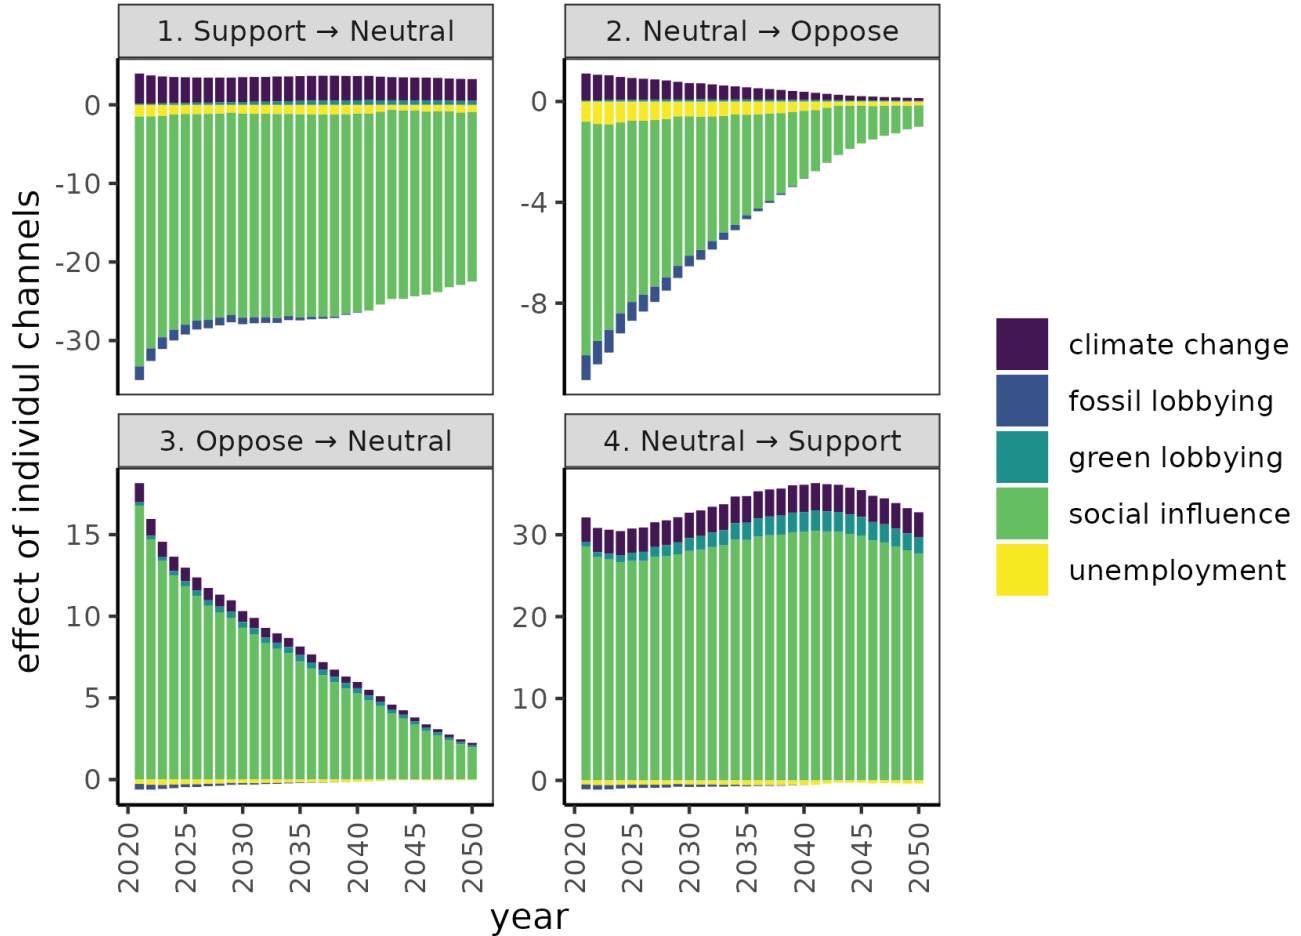 1. Support → Neutral
2. Neutral → Oppose
0
-10
-20
-30
0
-4
-8
3. Oppose → Neutral
4. Neutral → Support
15
10
5
0
30
20
10
0
2020 2025 2030 2035 2040 2045 2050
2020 2025 2030 2035 2040 2045 2050
year
effect of individul channels
climate change
fossil lobbying
green lobbying
social influence
unemployment